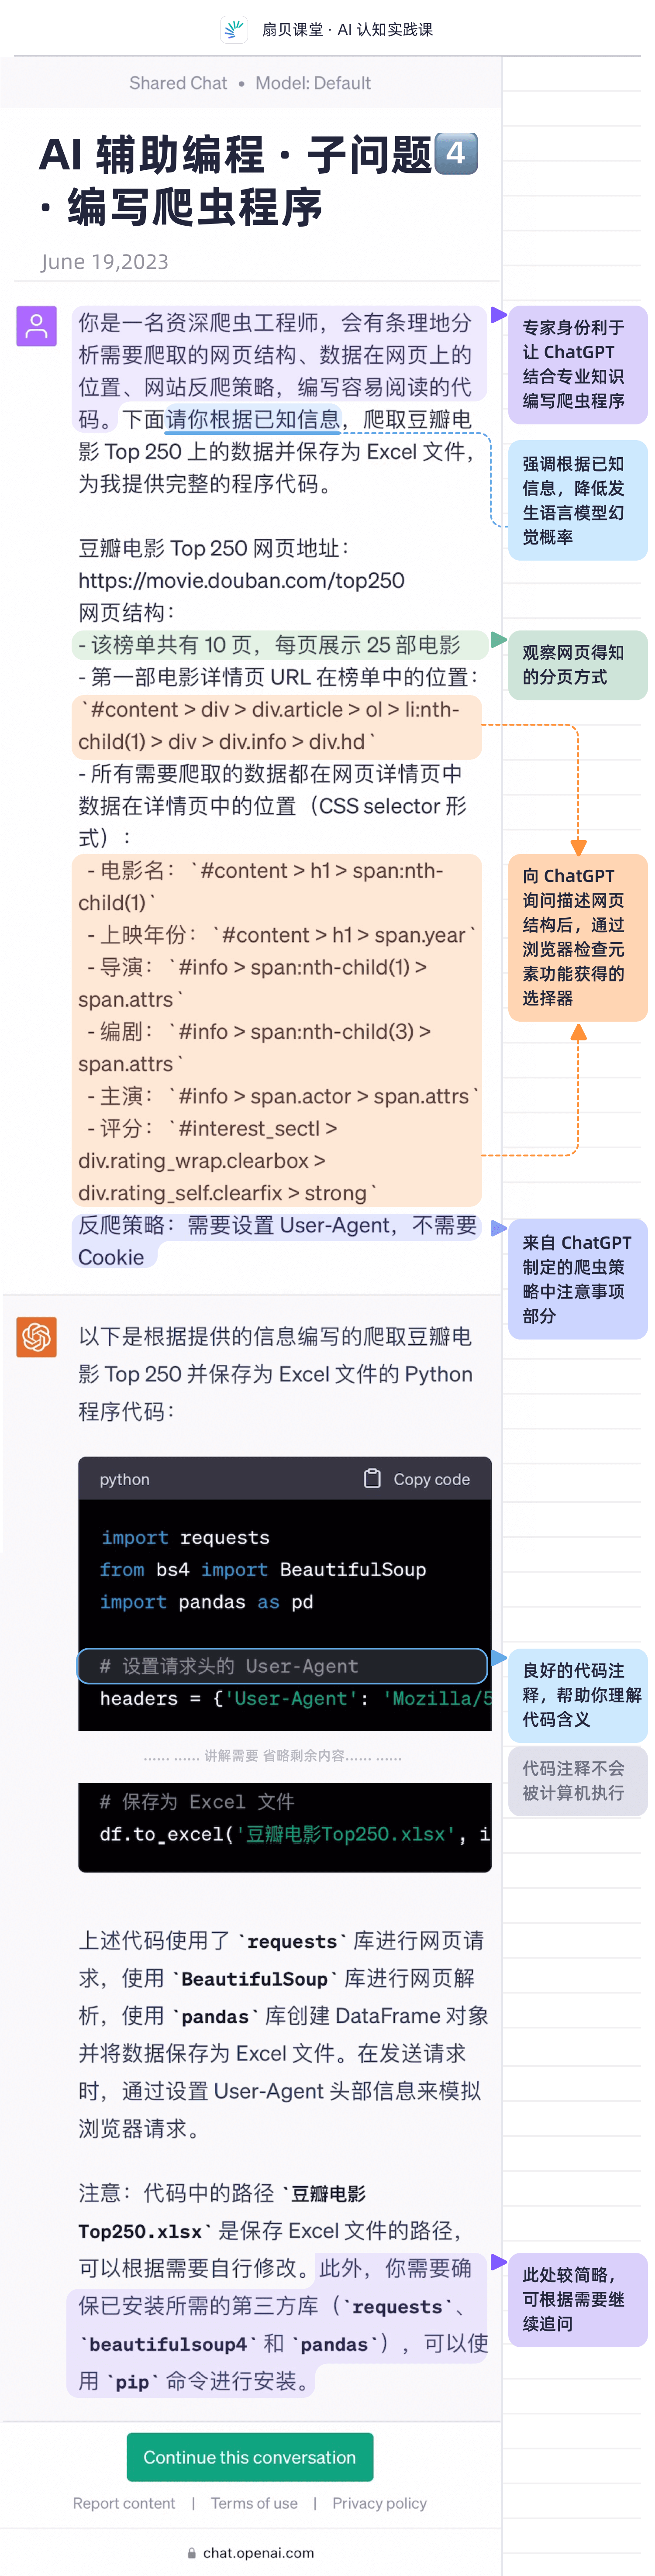 扇贝课堂 · AI 认知实践课
Shared Chat • Model: Default
AI 辅助编程 · 子问题4️⃣
· 编写爬虫程序
June 19,2023
你是一名资深爬虫工程师，会有条理地分
析需要爬取的网页结构、数据在网页上的
位置、网站反爬策略，编写容易阅读的代
码。下面请你根据已知信息，爬取豆瓣电
影 Top 250 上的数据并保存为 Excel 文件，
为我提供完整的程序代码。
专家身份利于
让 ChatGPT
结合专业知识
编写爬虫程序
强调根据已知
信息，降低发
生语言模型幻
觉概率
豆瓣电影 Top 250 网页地址：
https://movie.douban.com/top250
网页结构：
- 该榜单共有 10 页，每页展示 25 部电影
观察网页得知
的分页方式
- 第一部电影详情页 URL 在榜单中的位置：
`#content > div > div.article > ol > li:nth-
child(1) > div > div.info > div.hd`
- 所有需要爬取的数据都在网页详情页中
数据在详情页中的位置（CSS selector 形
式）：
- 电影名：`#content > h1 > span:nth-
child(1)`
- 上映年份：`#content > h1 > span.year`
- 导演：`#info > span:nth-child(1) >
span.attrs`
- 编剧：`#info > span:nth-child(3) >
span.attrs`
- 主演：`#info > span.actor > span.attrs`
- 评分：`#interest_sectl >
div.rating_wrap.clearbox >
div.rating_self.clearfix > strong`
向 ChatGPT
询问描述网页
结构后，通过
浏览器检查元
素功能获得的
选择器
反爬策略：需要设置 User-Agent，不需要
Cookie
来自 ChatGPT
制定的爬虫策
略中注意事项
部分
以下是根据提供的信息编写的爬取豆瓣电
影 Top 250 并保存为 Excel 文件的 Python
程序代码：
python
Copy code
import requests
from bs4 import BeautifulSoup
import pandas as pd
# 设置请求头的 User-Agent
headers = {'User-Agent': 'Mozilla/5
良好的代码注
释，帮助你理解
代码含义
代码注释不会
被计算机执行
...... ...... 讲解需要 省略剩余内容...... ......
# 保存为 Excel 文件
df.to_excel('豆瓣电影Top250.xlsx', i
上述代码使用了 `requests` 库进行网页请
求，使用 `BeautifulSoup` 库进行网页解
析，使用 `pandas` 库创建 DataFrame 对象
并将数据保存为 Excel 文件。在发送请求
时，通过设置 User-Agent 头部信息来模拟
浏览器请求。
注意：代码中的路径 `豆瓣电影
Top250.xlsx` 是保存 Excel 文件的路径，
可以根据需要自行修改。此外，你需要确
保已安装所需的第三方库（`requests`、
`beautifulsoup4` 和 `pandas`），可以使
用 `pip` 命令进行安装。
此处较简略，
可根据需要继
续追问
Continue this conversation
Report content | Terms of use | Privacy policy
chat.openai.com